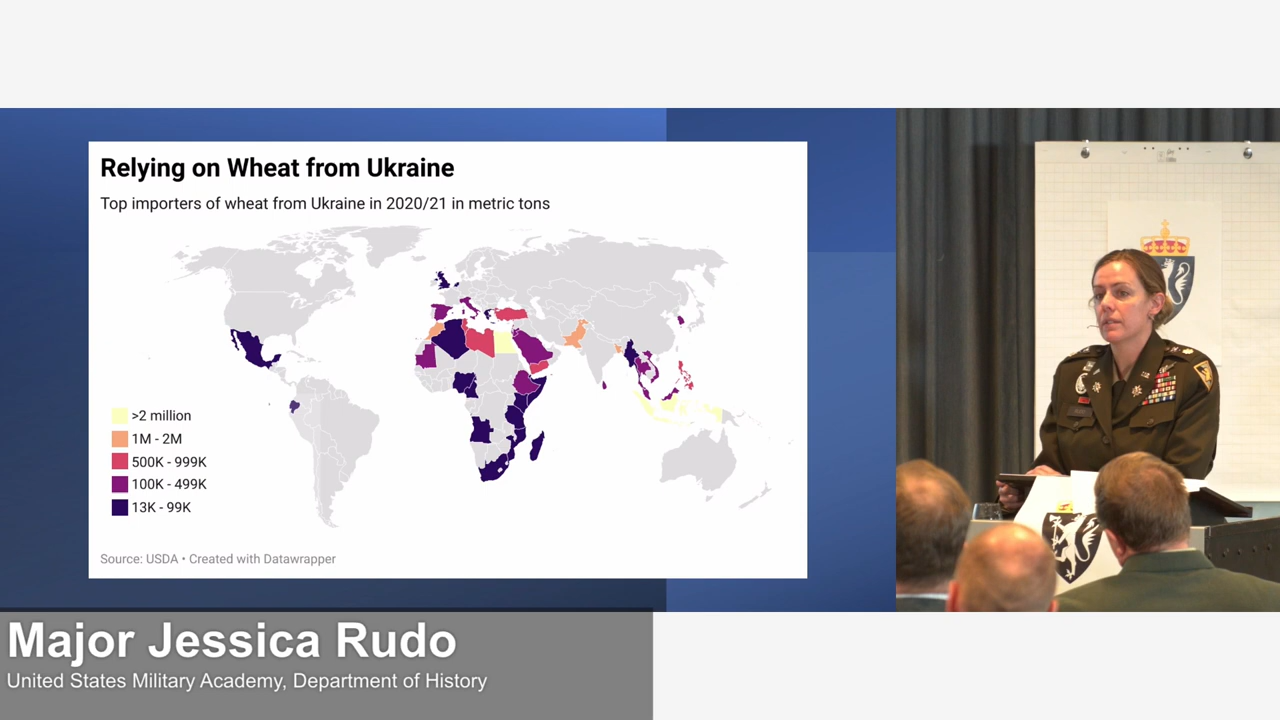 Relying on Wheat from Ukraine
Top importers of wheat from Ukraine in 2020/21 in metric tons
>2 million
1M - 2M
500K - 999K
100K - 499K
13K - 99K
Source: USDA • Created with Datawrapper
Major Jessica Rudo
United States Military Academy, Department of History